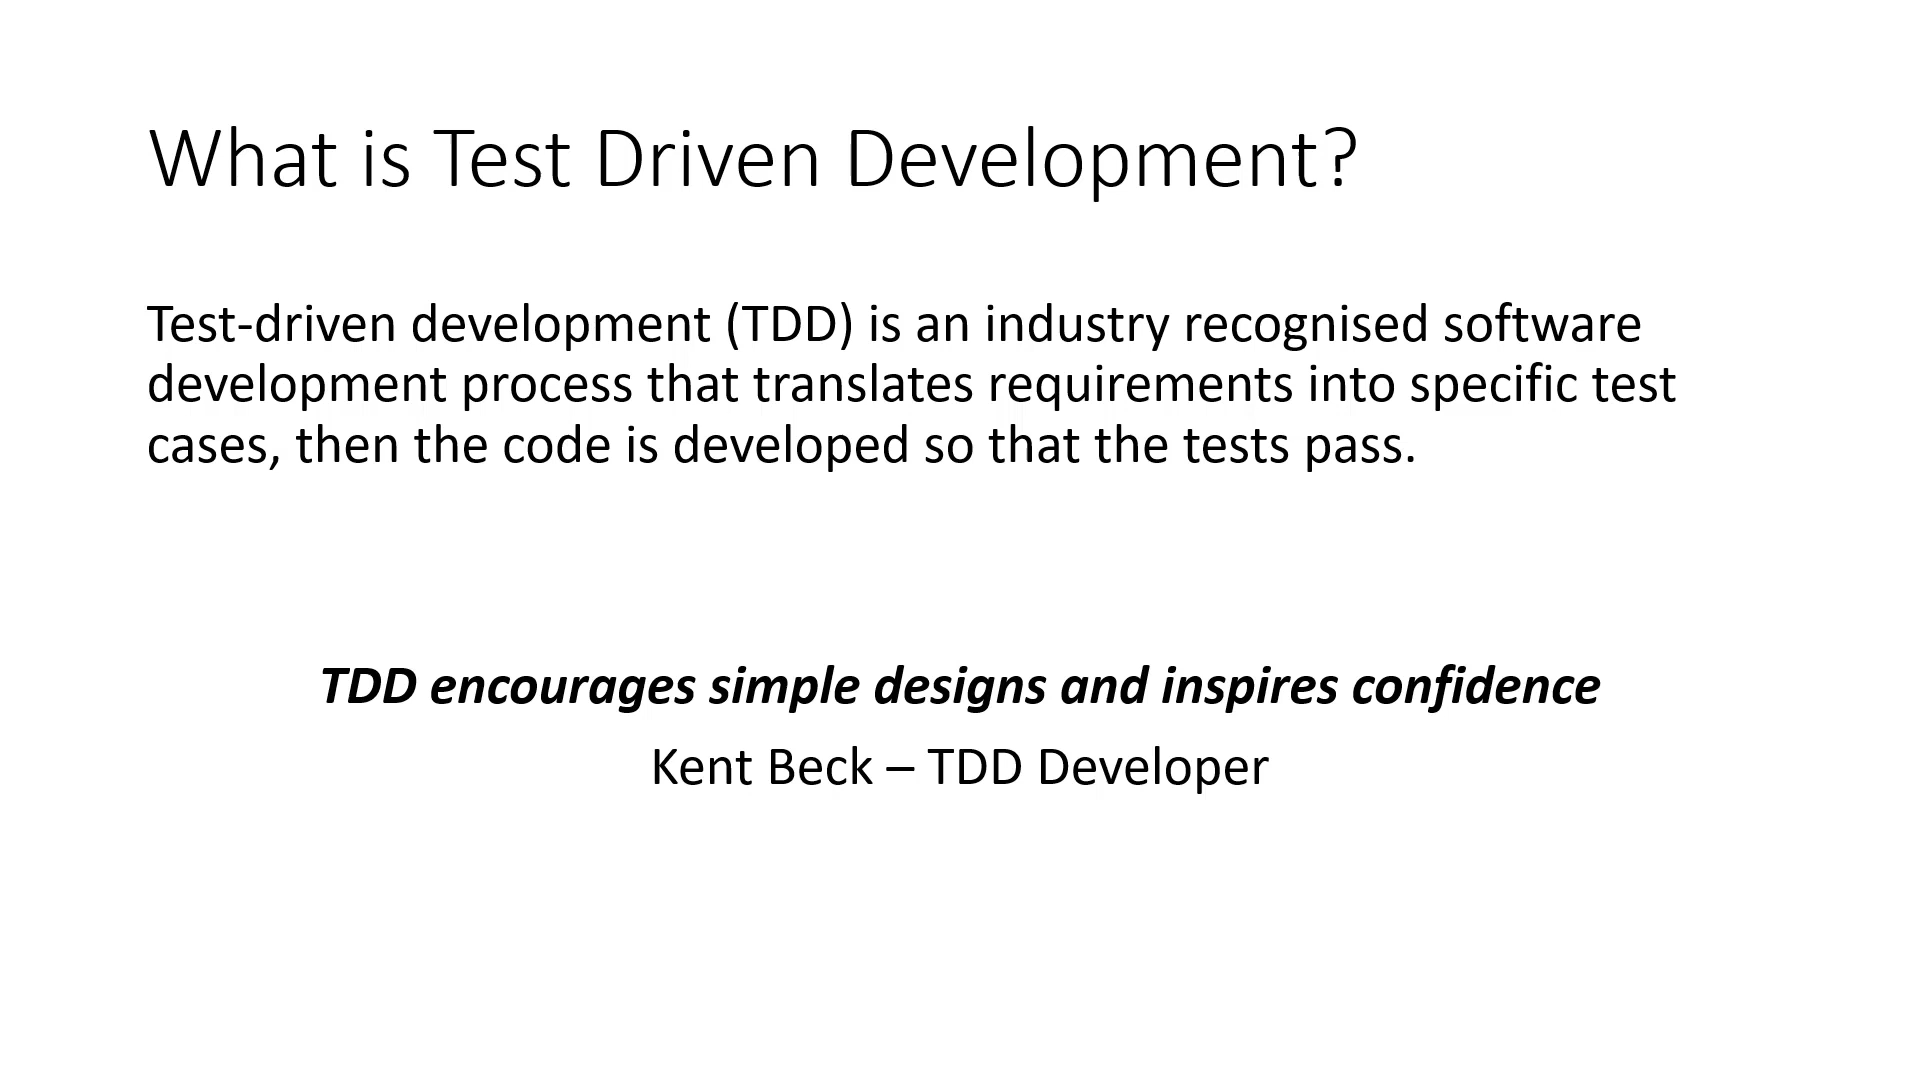 What is Test Driven Development?
Test-driven development (TDD) is an industry recognised software
development process that translates requirements into specific test
cases, then the code is developed so that the tests pass.
TDD encourages simple designs and inspires confidence
Kent Beck – TDD Developer